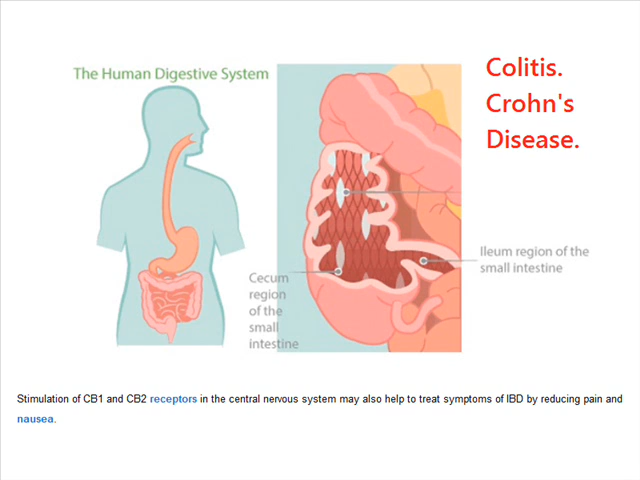 The Human Digestive System
Colitis.
Crohn's
Disease.
Ileum region of the
small intestine
Cecum
region
of the
small
intestine
Stimulation of CB1 and CB2 receptors in the central nervous system may also help to treat symptoms of IBD by reducing pain and
nausea.